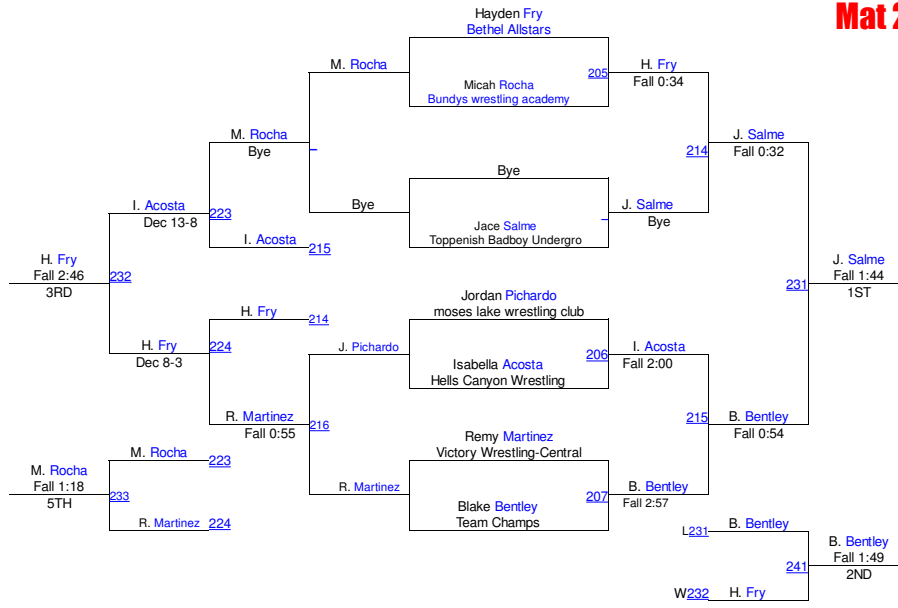 Mat 2
Hayden Fry
Bethel Allstars
M. Rocha
205
H. Fry
Fall 0:34
Micah Rocha
Bundys wrestling academy
M. Rocha
Bye
J. Salme
Fall 0:32
214
Bye
Bye
J. Salme
Bye
I. Acosta
Dec 13-8
223
Jace Salme
Toppenish Badboy Undergro
I. Acosta
215
H. Fry
Fall 2:46
3RD
232
J. Salme
Fall 1:44
1ST
231
Jordan Pichardo
moses lake wrestling club
H. Fry
214
H. Fry
Dec 8-3
224
J. Pichardo
206
I. Acosta
Fall 2:00
Isabella Acosta
Hells Canyon Wrestling
R. Martinez
Fall 0:55
216
215
B. Bentley
Fall 0:54
Remy Martinez
Victory Wrestling-Central
M. Rocha
223
M. Rocha
Fall 1:18
5TH
233
R. Martinez
207
B. Bentley
Fall 2:57
Blake Bentley
Team Champs
R. Martinez
224
L231
B. Bentley
B. Bentley
Fall 1:49
2ND
241
W232
H. Fry